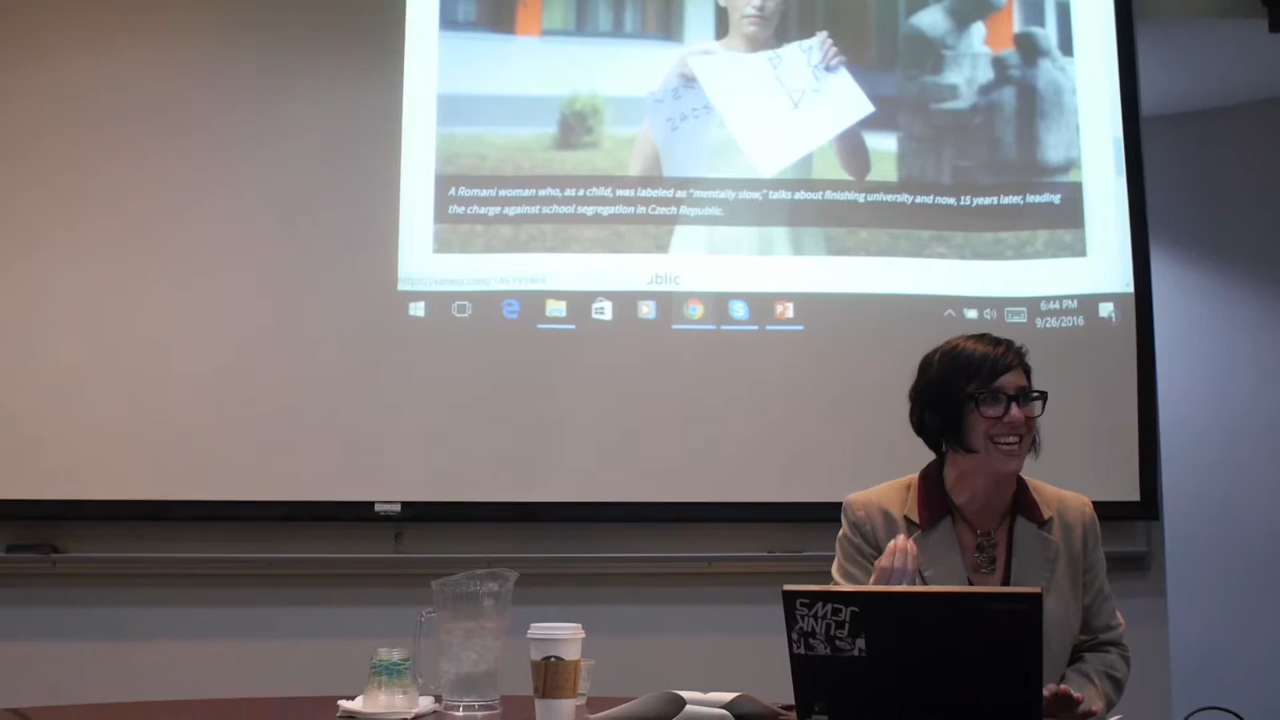 A Romani woman who, as a child, was labeled as "mentally slow," talks about finishing university and now, 15 years later, leading
the charge against school segregation in Czech Republic.
ublic
6:44 PM
9/26/2016
PUNK
JEWS